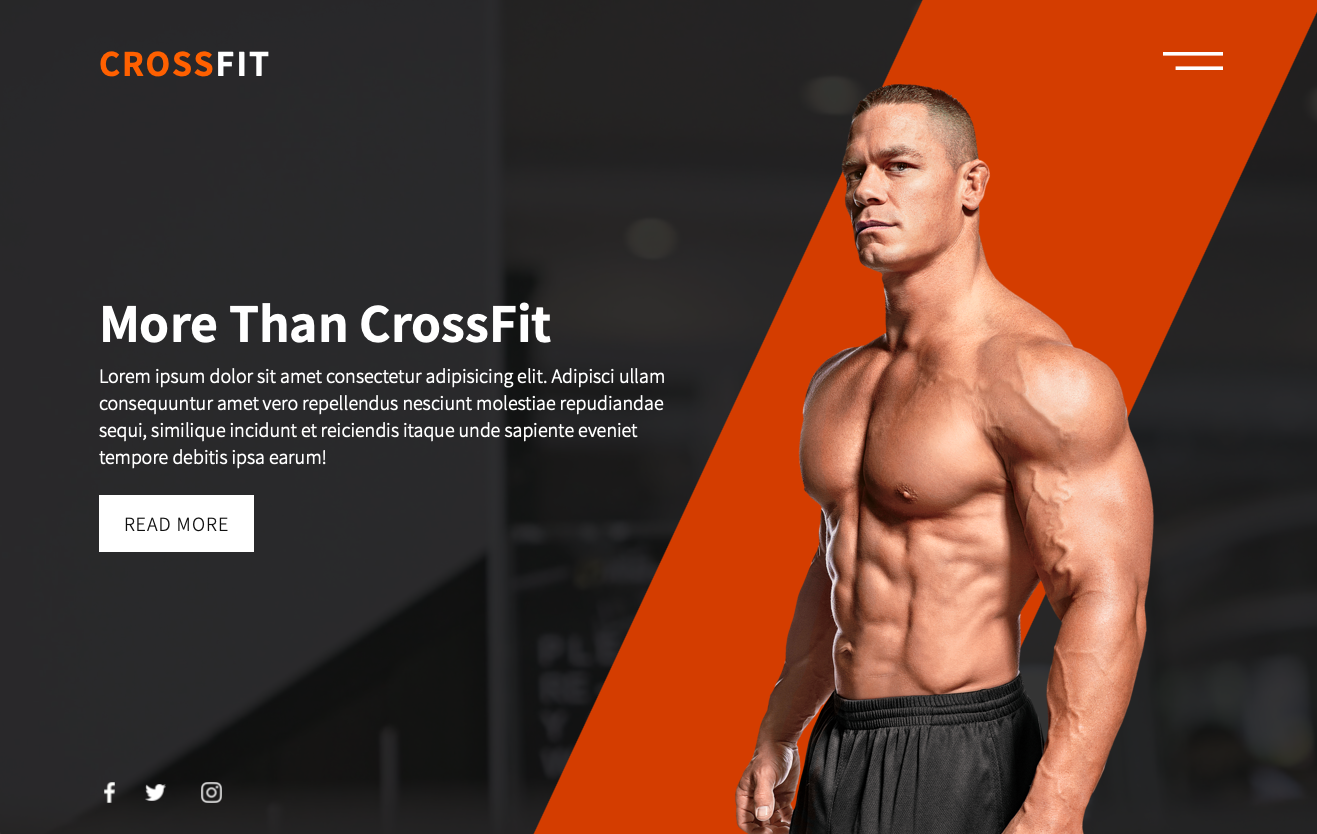 CROSSFIT
More Than CrossFit
Lorem ipsum dolor sit amet consectetur adipisicing elit. Adipisci ullam
consequuntur amet vero repellendus nesciunt molestiae repudiandae
sequi, similique incidunt et reiciendis itaque unde sapiente eveniet
tempore debitis ipsa earum!
READ MORE